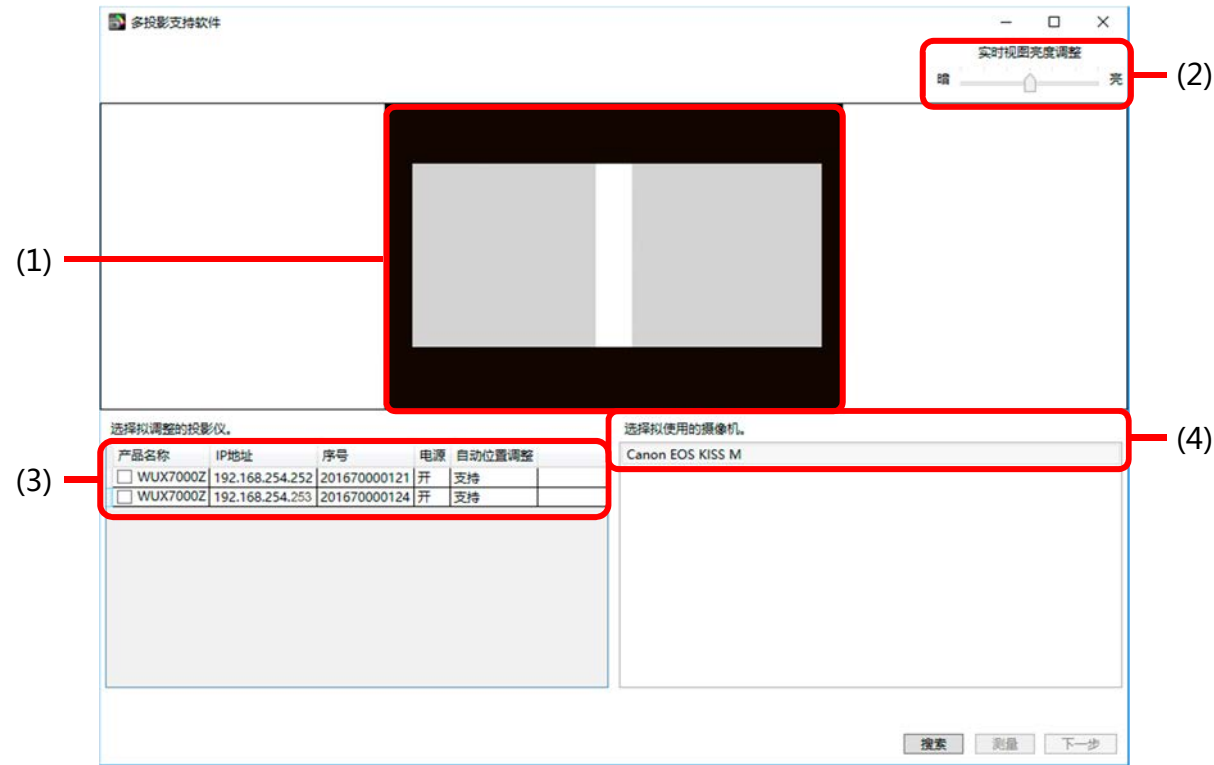 多投影支持软件
实时视图亮度调整
暗 亮
(2)
(1)
选择拟调整的投影仪。
产品名称 IP地址 序号 电源 自动位置调整
WUX7000Z 192.168.254.252 201670000121 开 支持
WUX7000Z 192.168.254.253 201670000124 开 支持
(3)
选择拟使用的摄像机。
Canon EOS KISS M
(4)
搜索 测量 下一步